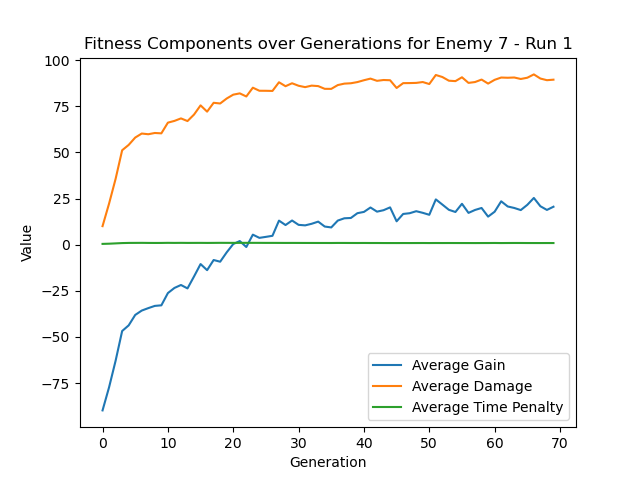 Fitness Components over Generations for Enemy 7 - Run 1
100
75
50
25
0
−25
−50
−75
Value
0 10 20 30 40 50 60 70
Generation
Average Gain
Average Damage
Average Time Penalty